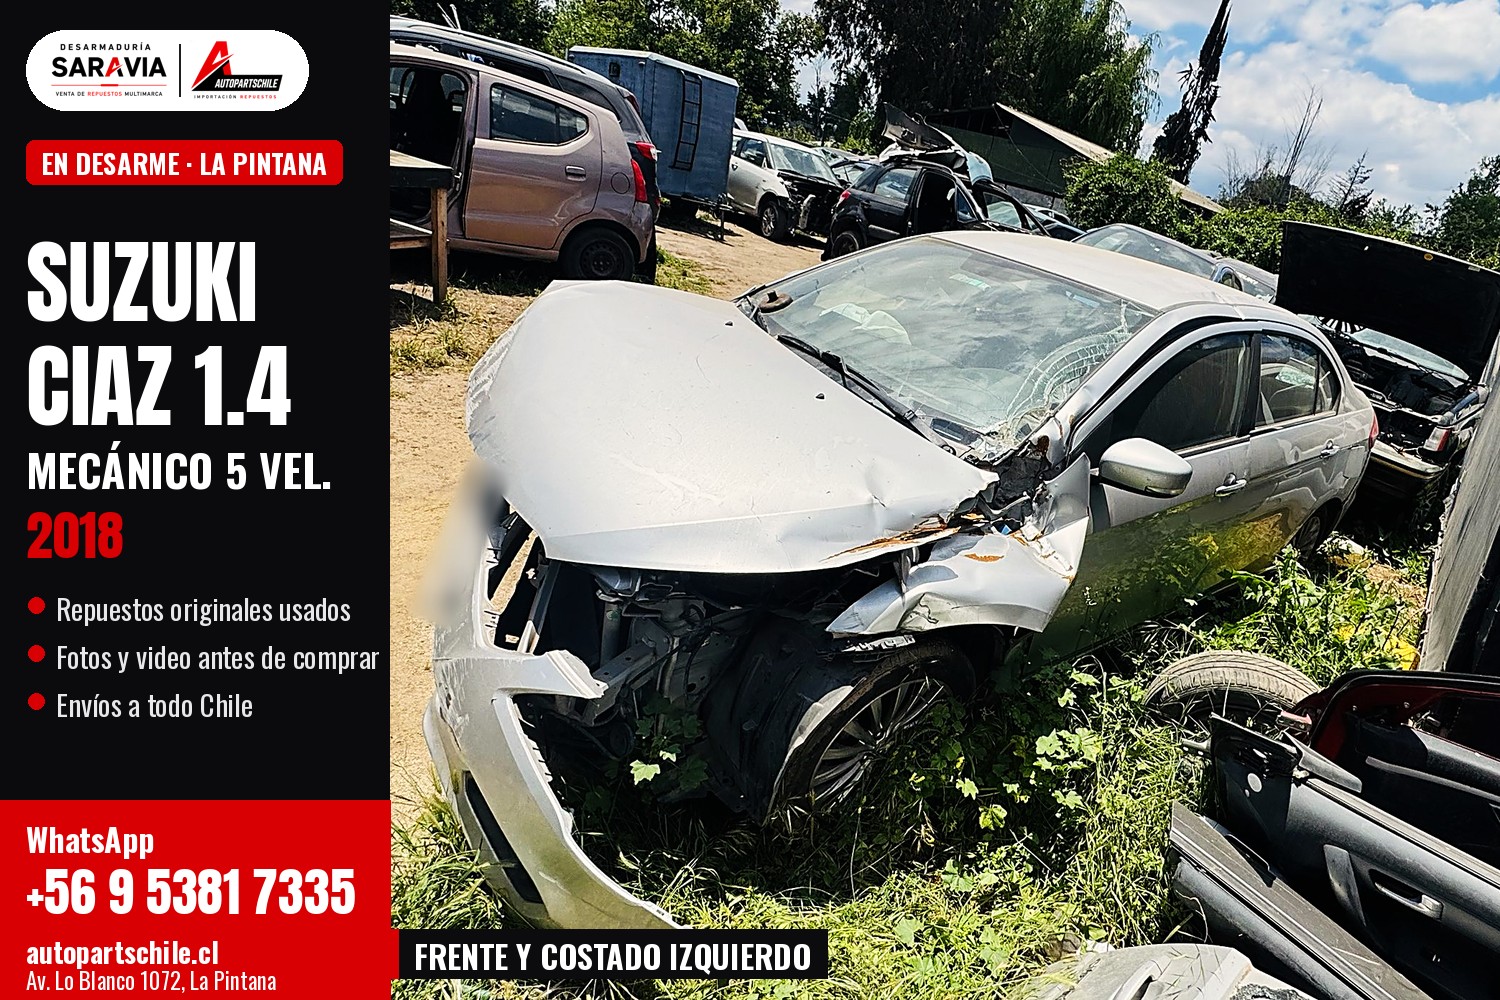 DESARMADURÍA
SARAVIA
VENTA DE REPUESTOS MULTIMARCA
AUTOPARTSCHILE
IMPORTACIÓN REPUESTOS
EN DESARME · LA PINTANA
SUZUKI
CIAZ 1.4
MECÁNICO 5 VEL.
2018
Repuestos originales usados
Fotos y video antes de comprar
Envíos a todo Chile
WhatsApp
+56 9 5381 7335
autopartschile.cl
Av. Lo Blanco 1072, La Pintana
FRENTE Y COSTADO IZQUIERDO